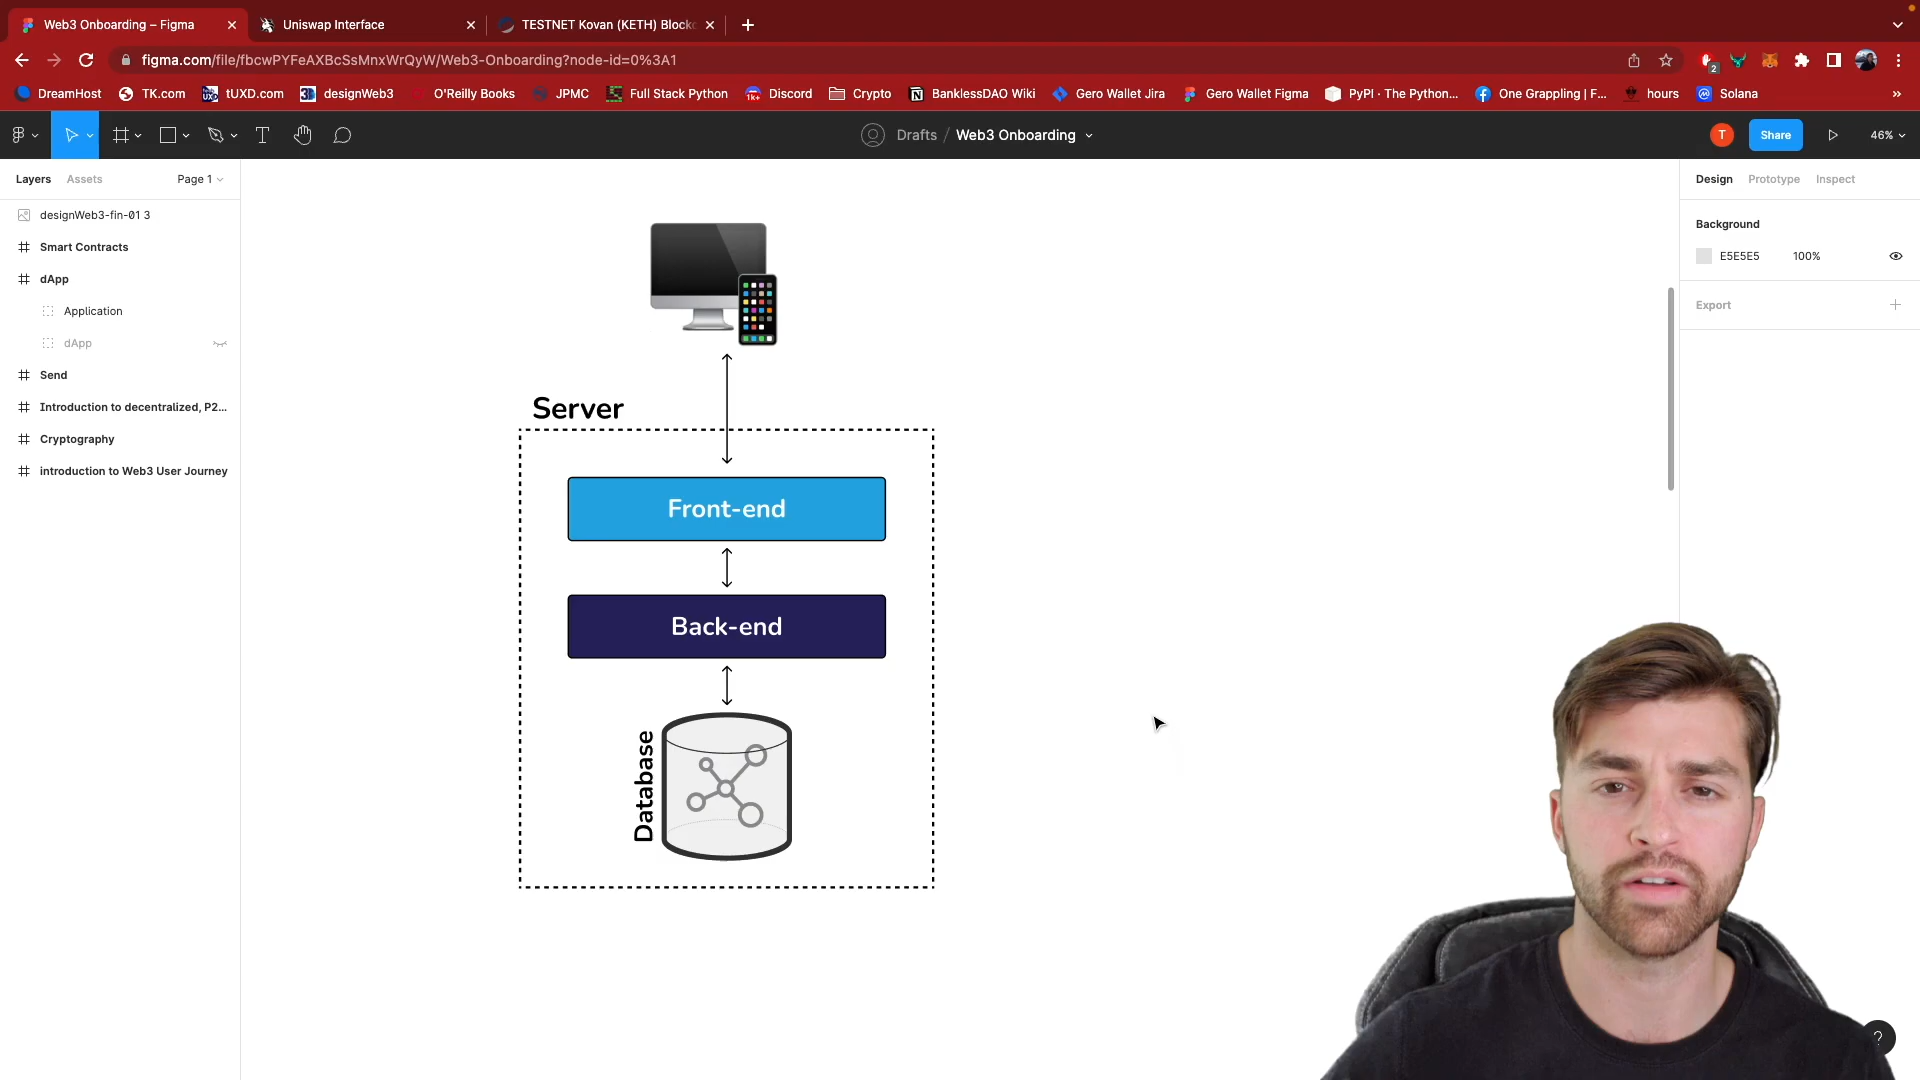 Web3 Onboarding – Figma
Uniswap Interface
TESTNET Kovan (KETH) Blockc
figma.com/file/fbcwPYFeAXBcSsMnxWrQyW/Web3-Onboarding?node-id=0%3A1
2
DreamHost
TK.com
tUXD.com
designWeb3
O'Reilly Books
JPMC
Full Stack Python
Discord
Crypto
BanklessDAO Wiki
Gero Wallet Jira
Gero Wallet Figma
PyPI · The Python...
One Grappling | F...
hours
Solana
»
Drafts / Web3 Onboarding
T
Share
46%
Layers
Assets
Page 1
Design
Prototype
Inspect
designWeb3-fin-01 3
Smart Contracts
dApp
Application
dApp
Send
Introduction to decentralized, P2...
Cryptography
introduction to Web3 User Journey
Background
E5E5E5
100%
Export
Server
Front-end
Back-end
Database
?